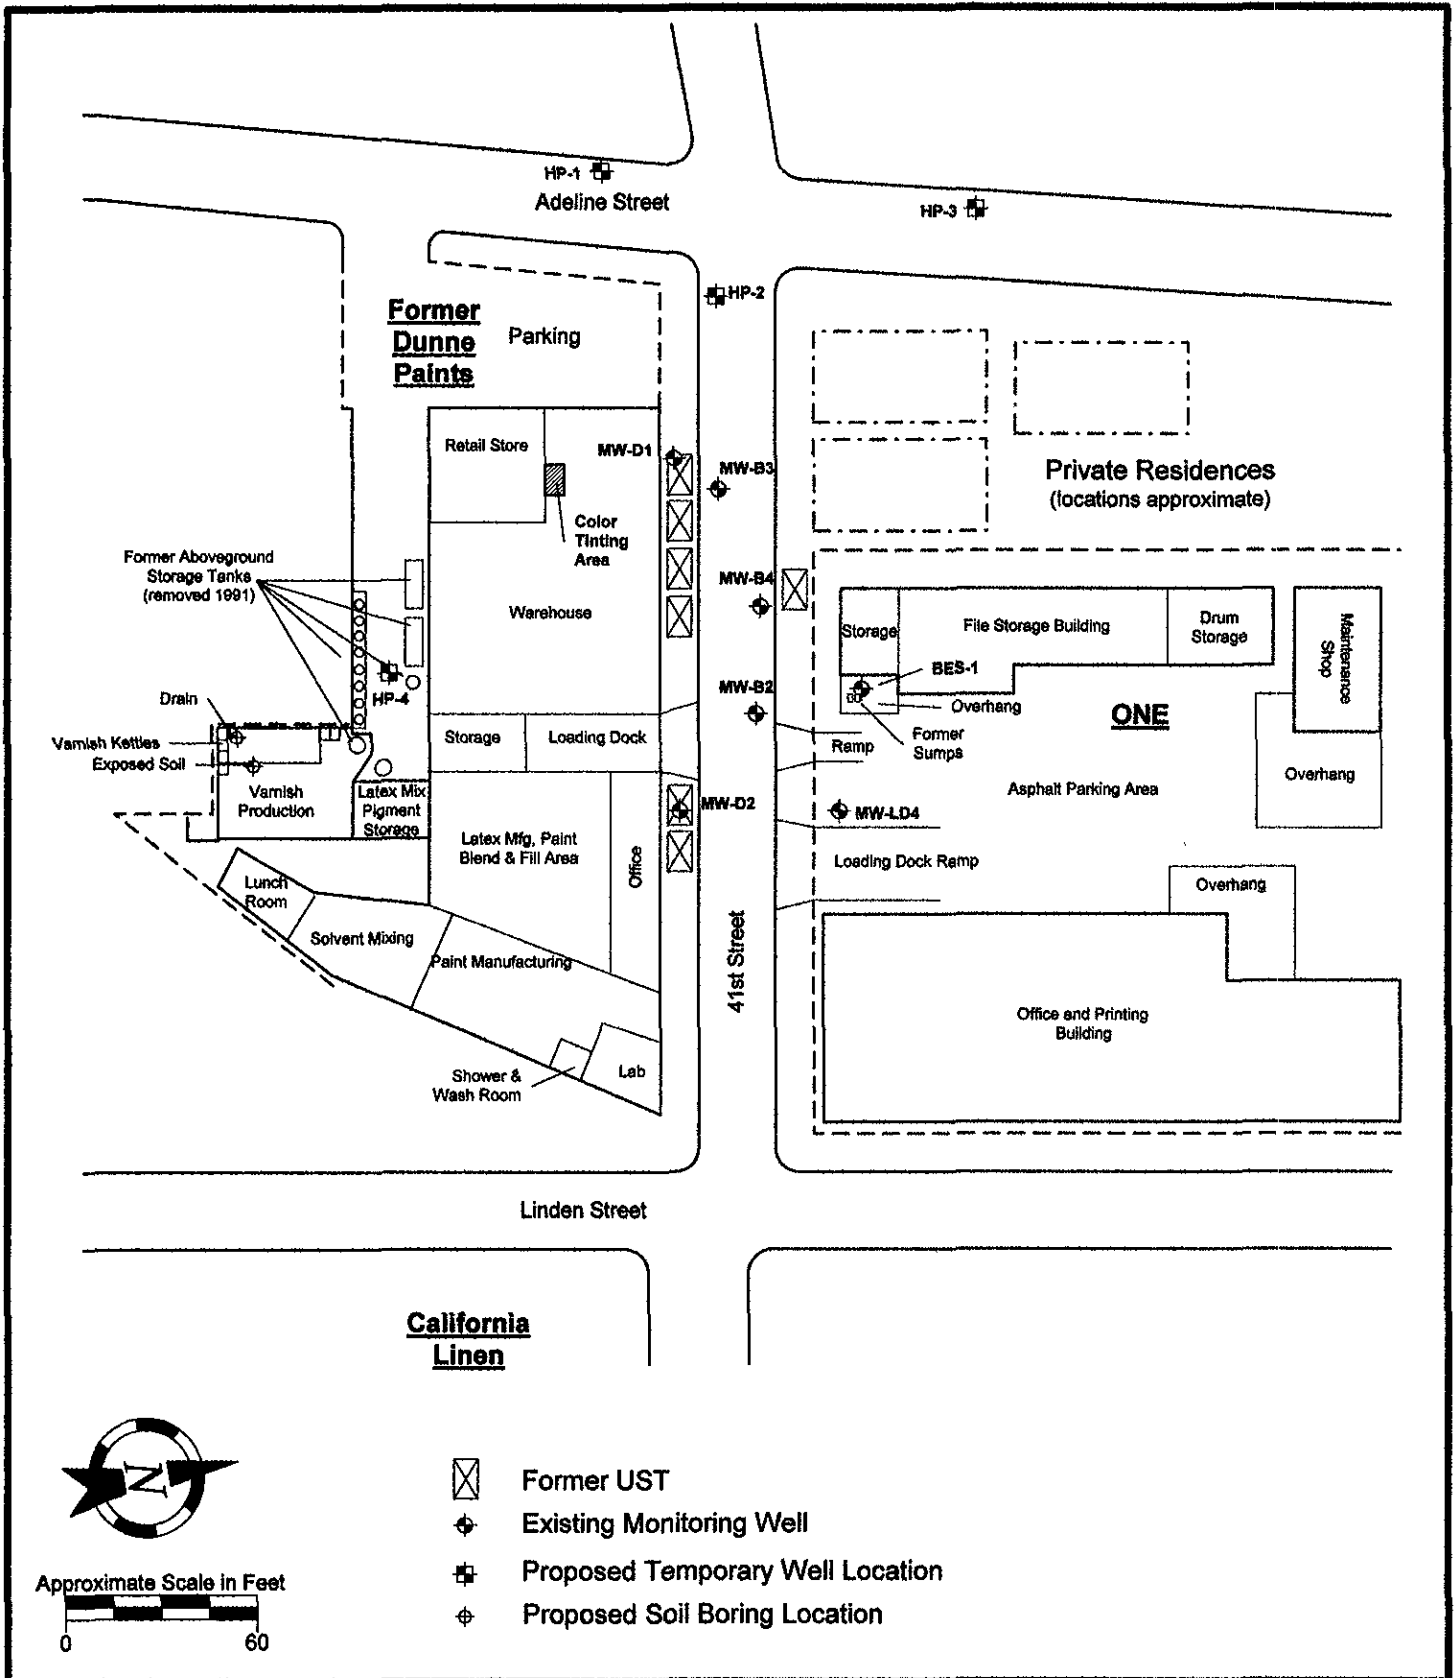 HP-1
Adeline Street
HP-3
HP-2
Former
Dunne
Paints
Parking
Retail Store
MW-D1
MW-B3
Color
Tinting
Area
Private Residences
(locations approximate)
Former Aboveground
Storage Tanks
(removed 1991)
MW-B4
Warehouse
Storage
File Storage Building
Drum
Storage
Maintenance
Shop
HP-4
BES-1
Drain
MW-B2
Overhang
ONE
Varnish Kettles
Exposed Soil
Storage
Loading Dock
Ramp
Former
Sumps
Overhang
Varnish
Production
Latex Mix
Pigment
Storage
Asphalt Parking Area
MW-D2
MW-LD4
Latex Mfg, Paint
Blend & Fill Area
Office
Loading Dock Ramp
Overhang
Lunch
Room
Solvent Mixing
Paint Manufacturing
41st Street
Office and Printing
Building
Shower &
Wash Room
Lab
Linden Street
California
Linen
N
Former UST
Existing Monitoring Well
Proposed Temporary Well Location
Proposed Soil Boring Location
Approximate Scale in Feet
0 60